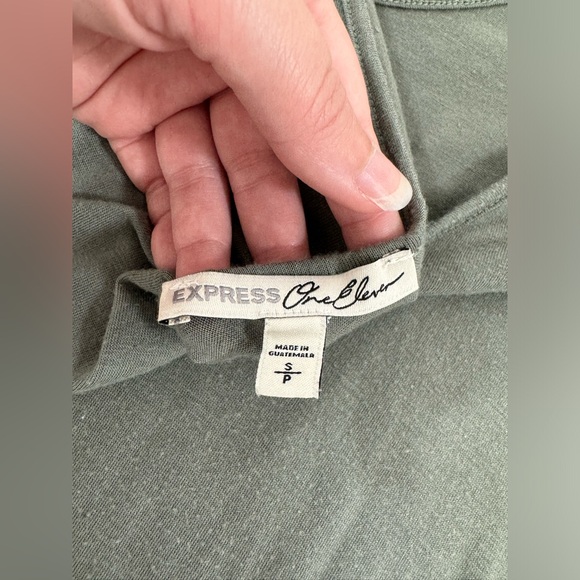 EXPRESS One Eleven
MADE IN
GUATEMALA
S
P